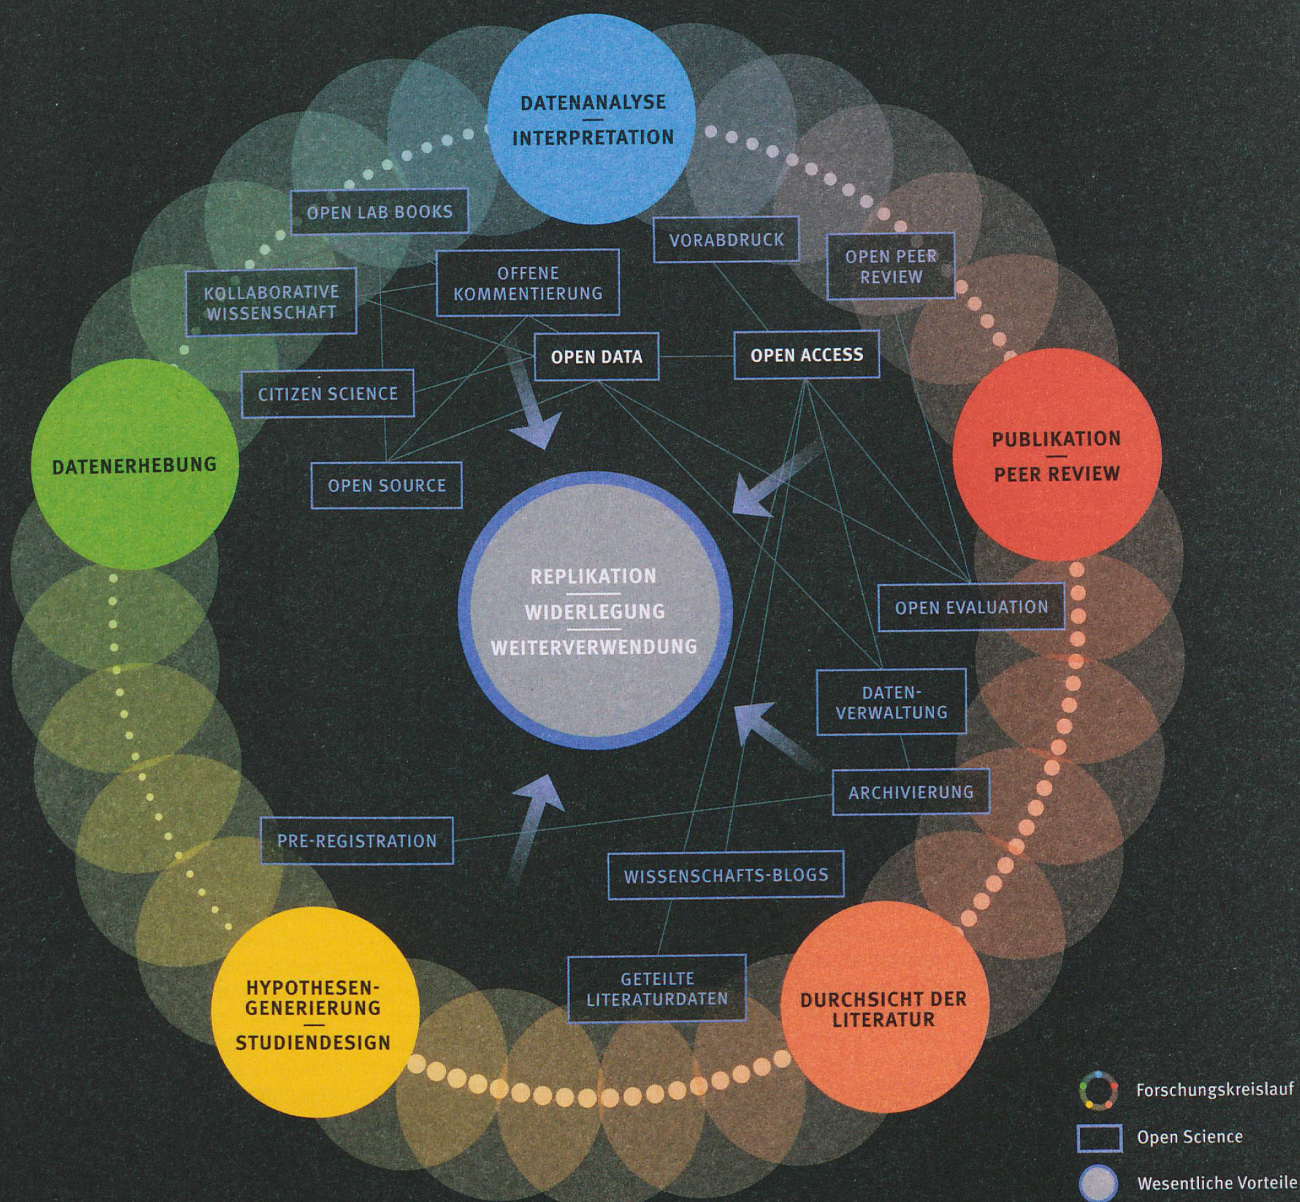 DATENANALYSE
INTERPRETATION
OPEN LAB BOOKS
VORABDRUCK
OPEN PEER
REVIEW
OFFENE
KOMMENTIERUNG
KOLLABORATIVE
WISSENSCHAFT
OPEN DATA
OPEN ACCESS
CITIZEN SCIENCE
DATENERHEBUNG
PUBLIKATION
PEER REVIEW
OPEN SOURCE
REPLIKATION
WIDERLEGUNG
WEITERVERWENDUNG
OPEN EVALUATION
DATEN-
VERWALTUNG
ARCHIVIERUNG
PRE-REGISTRATION
WISSENSCHAFTS-BLOGS
GETEILTE
LITERATURDATEN
HYPOTHESEN-
GENERIERUNG
STUDIENDESIGN
DURCHSICHT DER
LITERATUR
Forschungskreislauf
Open Science
Wesentliche Vorteile